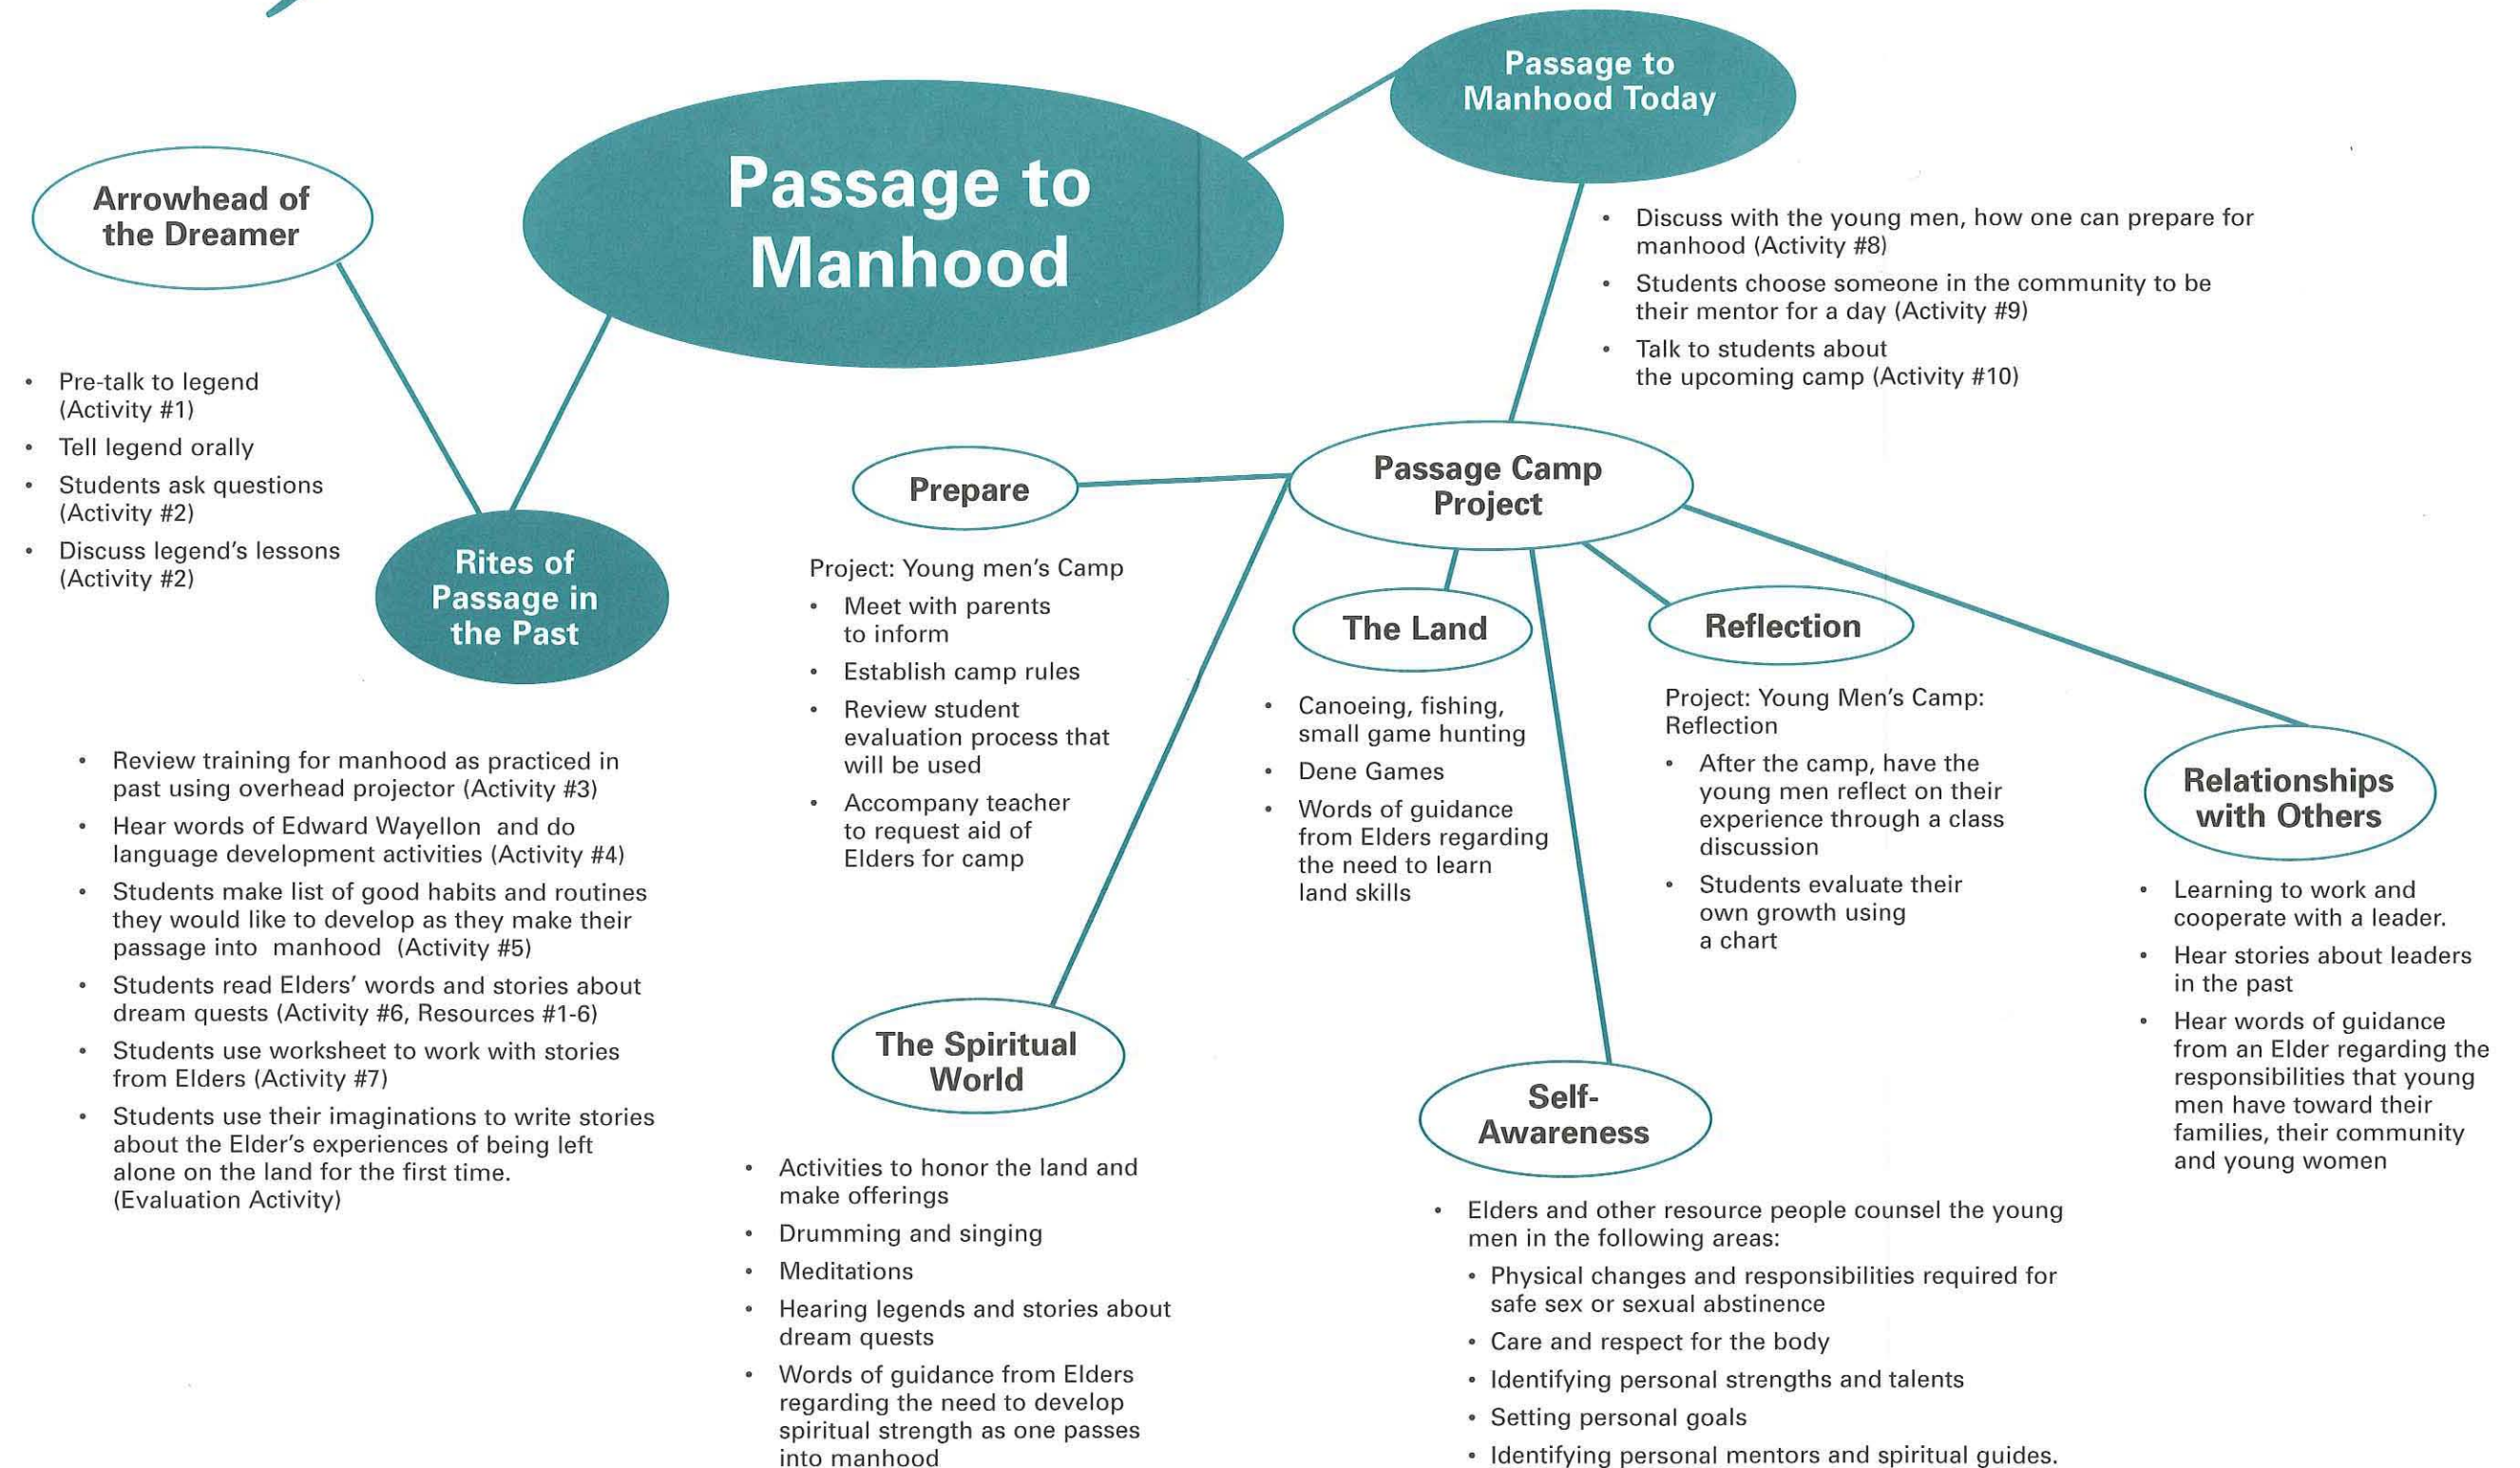 Passage to
Manhood
Passage to
Manhood Today
• Discuss with the young men, how one can prepare for
manhood (Activity #8)
• Students choose someone in the community to be
their mentor for a day (Activity #9)
• Talk to students about
the upcoming camp (Activity #10)
Arrowhead of
the Dreamer
• Pre-talk to legend
(Activity #1)
• Tell legend orally
• Students ask questions
(Activity #2)
• Discuss legend's lessons
(Activity #2)
Rites of
Passage in
the Past
• Review training for manhood as practiced in
past using overhead projector (Activity #3)
• Hear words of Edward Wayellon and do
language development activities (Activity #4)
• Students make list of good habits and routines
they would like to develop as they make their
passage into manhood (Activity #5)
• Students read Elders' words and stories about
dream quests (Activity #6, Resources #1-6)
• Students use worksheet to work with stories
from Elders (Activity #7)
• Students use their imaginations to write stories
about the Elder's experiences of being left
alone on the land for the first time.
(Evaluation Activity)
Passage Camp
Project
Prepare
Project: Young men's Camp
• Meet with parents
to inform
• Establish camp rules
• Review student
evaluation process that
will be used
• Accompany teacher
to request aid of
Elders for camp
The Land
• Canoeing, fishing,
small game hunting
• Dene Games
• Words of guidance
from Elders regarding
the need to learn
land skills
Reflection
Project: Young Men's Camp:
Reflection
• After the camp, have the
young men reflect on their
experience through a class
discussion
• Students evaluate their
own growth using
a chart
Relationships
with Others
• Learning to work and
cooperate with a leader.
• Hear stories about leaders
in the past
• Hear words of guidance
from an Elder regarding the
responsibilities that young
men have toward their
families, their community
and young women
The Spiritual
World
• Activities to honor the land and
make offerings
• Drumming and singing
• Meditations
• Hearing legends and stories about
dream quests
• Words of guidance from Elders
regarding the need to develop
spiritual strength as one passes
into manhood
Self-
Awareness
• Elders and other resource people counsel the young
men in the following areas:
• Physical changes and responsibilities required for
safe sex or sexual abstinence
• Care and respect for the body
• Identifying personal strengths and talents
• Setting personal goals
• Identifying personal mentors and spiritual guides.